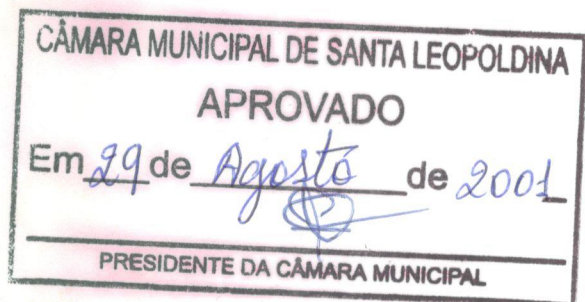 CÂMARA MUNICIPAL DE SANTA LEOPOLDINA
APROVADO
Em 29 de Agosto de 2001
PRESIDENTE DA CÂMARA MUNICIPAL